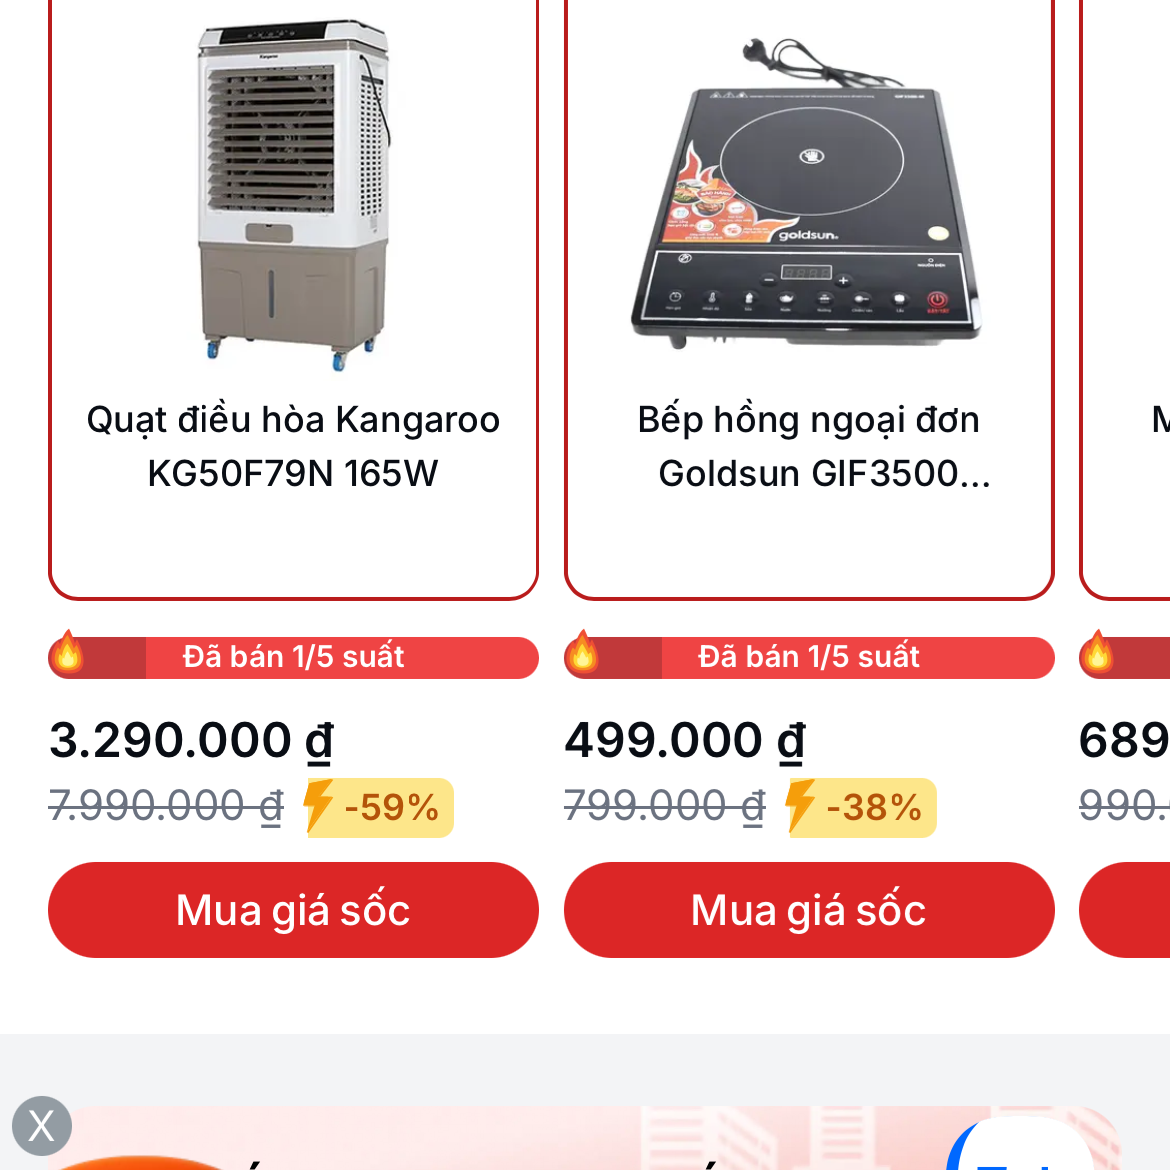 Kangaroo
goldsun
Quạt điều hòa Kangaroo
KG50F79N 165W
Bếp hồng ngoại đơn
Goldsun GIF3500...
M
Đã bán 1/5 suất
Đã bán 1/5 suất
3.290.000 ₫
499.000 ₫
689
7.990.000 ₫ -59%
799.000 ₫ -38%
990.
Mua giá sốc
Mua giá sốc
X